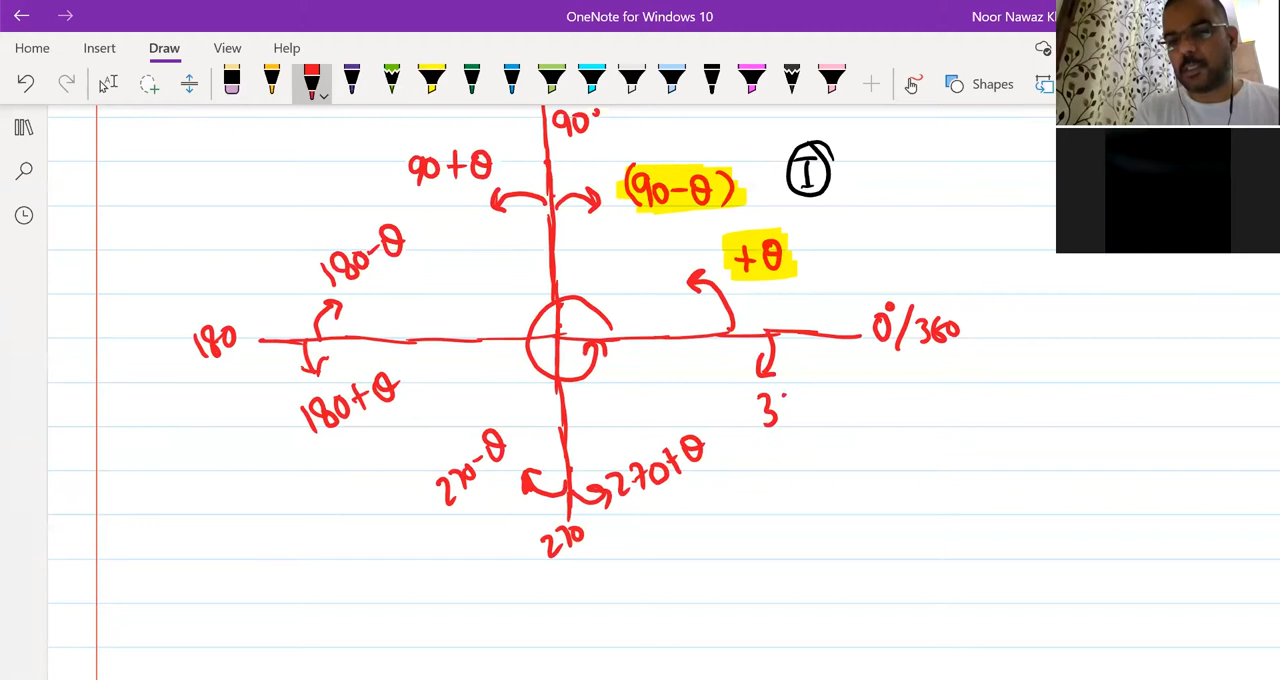 OneNote for Windows 10
Noor Nawaz Kh
Home Insert Draw View Help
Shapes
90°
90+θ
(90-θ)
I
180-θ
+θ
180
0°/360
180+θ
3
270-θ
270+θ
270